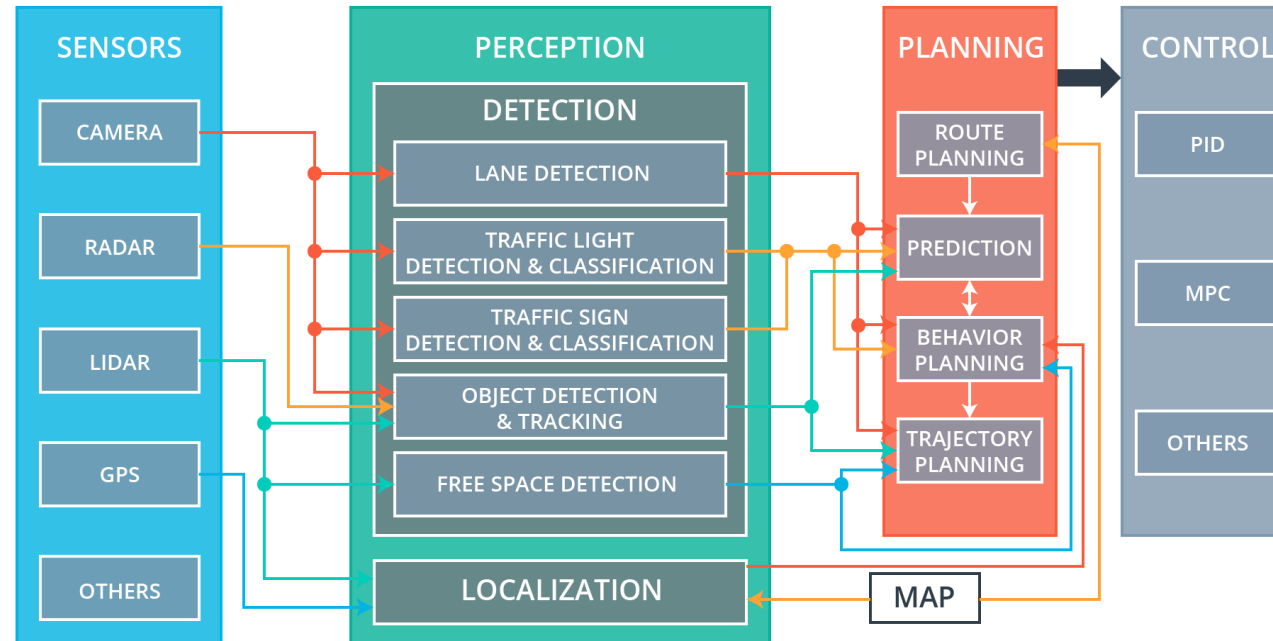 SENSORS
CAMERA
RADAR
LIDAR
GPS
OTHERS
PERCEPTION
DETECTION
LANE DETECTION
TRAFFIC LIGHT
DETECTION & CLASSIFICATION
TRAFFIC SIGN
DETECTION & CLASSIFICATION
OBJECT DETECTION
& TRACKING
FREE SPACE DETECTION
LOCALIZATION
PLANNING
ROUTE
PLANNING
PREDICTION
BEHAVIOR
PLANNING
TRAJECTORY
PLANNING
MAP
CONTROL
PID
MPC
OTHERS